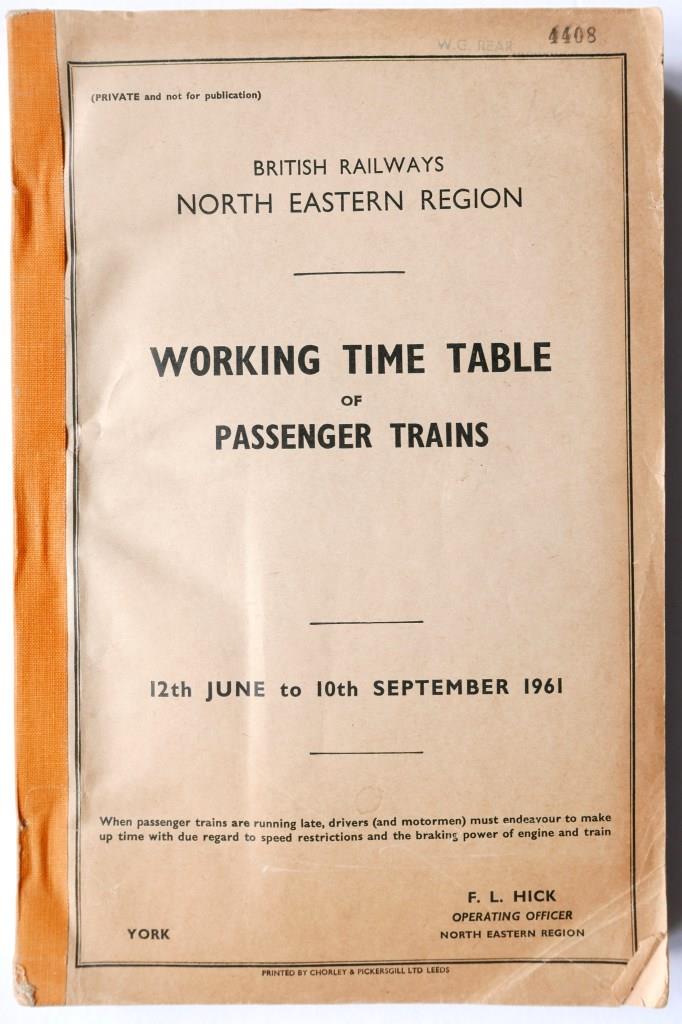 W.G. REAR
4408
(PRIVATE and not for publication)
BRITISH RAILWAYS
NORTH EASTERN REGION
WORKING TIME TABLE
OF
PASSENGER TRAINS
12th JUNE to 10th SEPTEMBER 1961
When passenger trains are running late, drivers (and motormen) must endeavour to make
up time with due regard to speed restrictions and the braking power of engine and train
F. L. HICK
OPERATING OFFICER
YORK
NORTH EASTERN REGION
PRINTED BY CHORLEY & PICKERSGILL LTD LEEDS